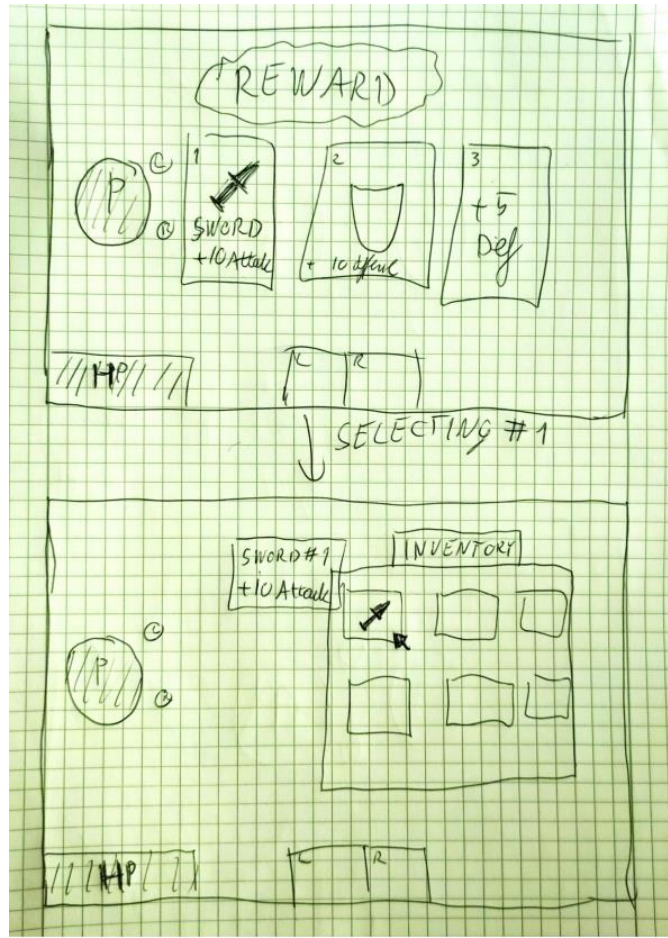 REWARD
P
L
R
1
SWORD
+10 Attack
2
+ 10
3
+5
Def
HP
L
R
SELECTING #1
INVENTORY
SWORD #1
+10 Attack
P
L
R
HP
L
R